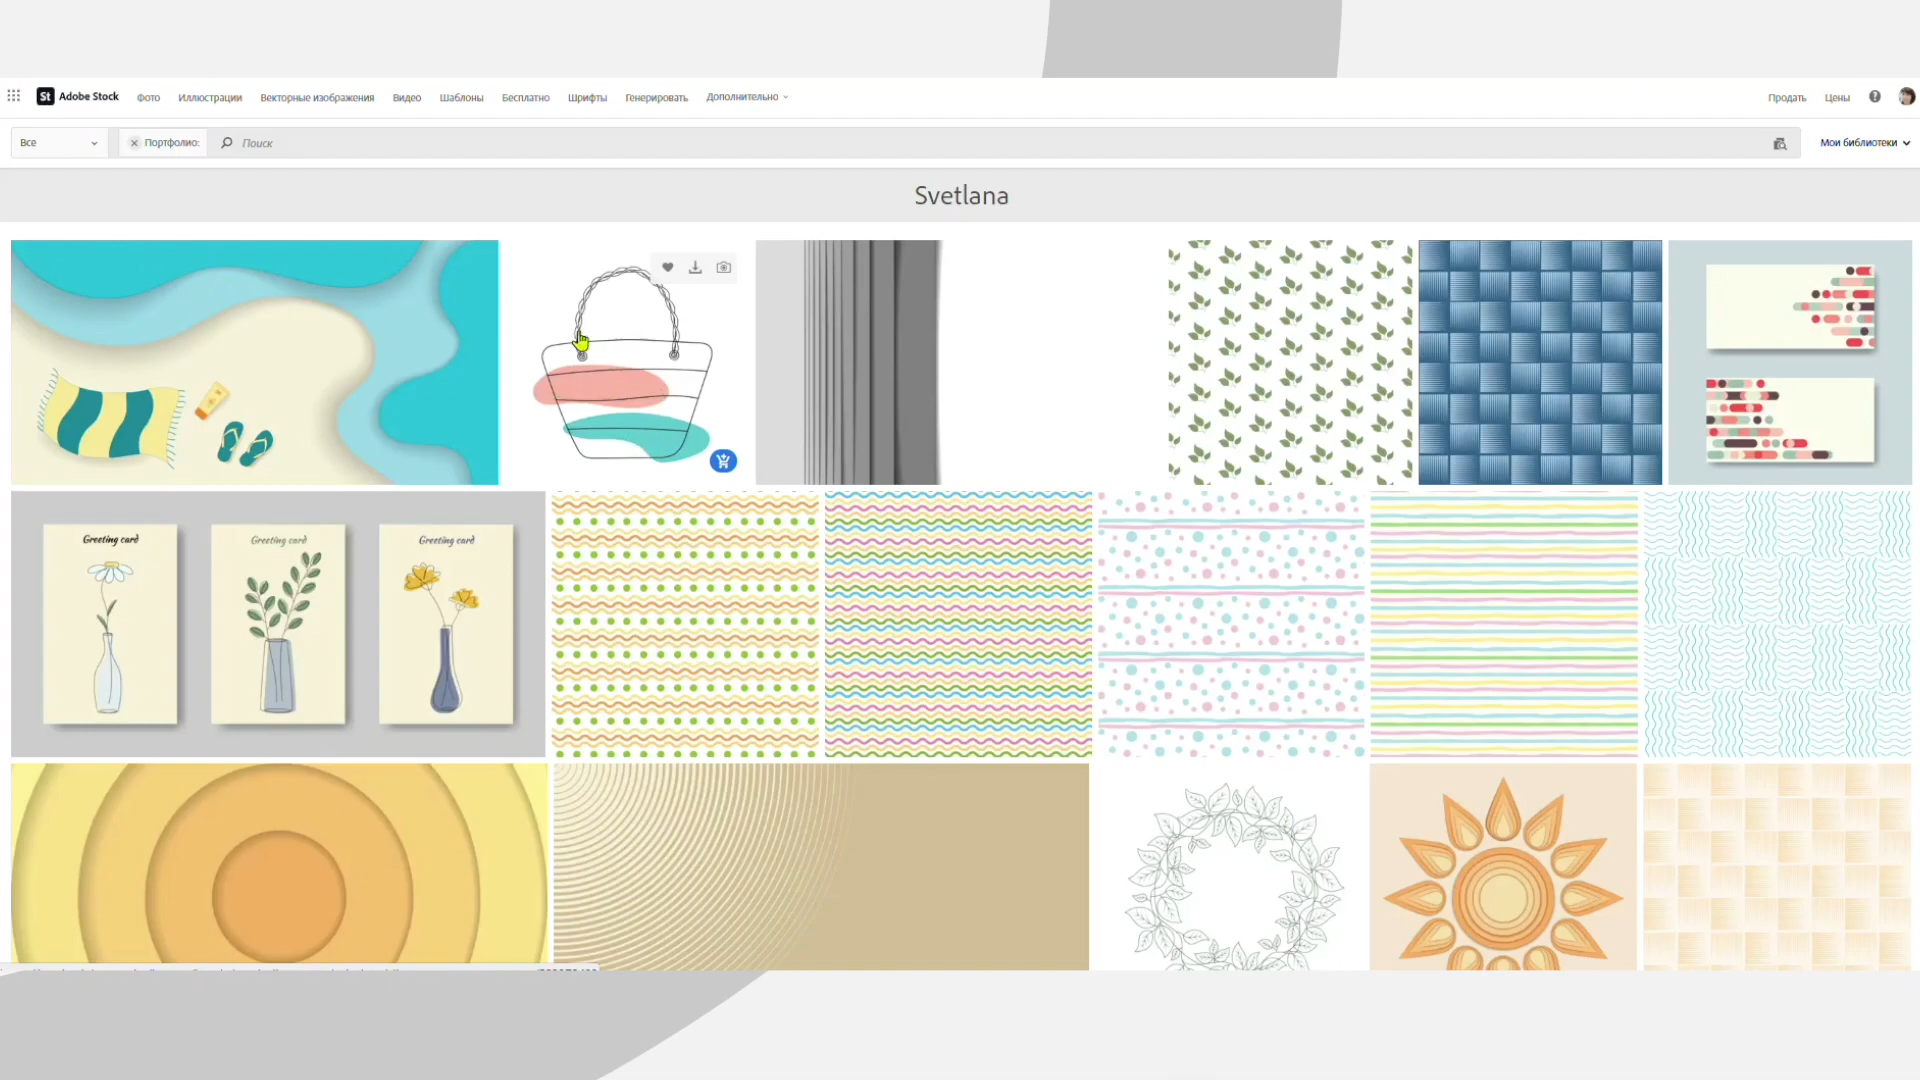 St Adobe Stock Фото Иллюстрации Векторные изображения Видео Шаблоны Бесплатно Шрифты Генерировать Дополнительно Продать Цены
Все Портфолио: Поиск Мои библиотеки
Svetlana
Greeting card Greeting card Greeting card